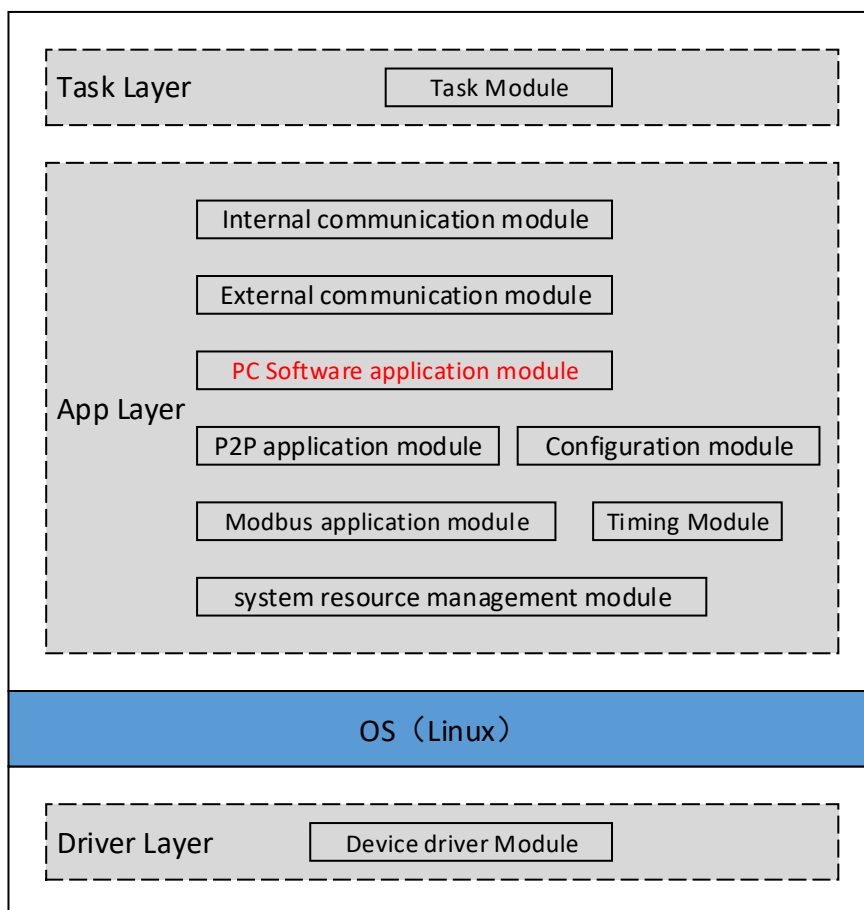 Task Layer
Task Module
Internal communication module
External communication module
PC Software application module
App Layer
P2P application module
Configuration module
Modbus application module
Timing Module
system resource management module
OS（Linux）
Driver Layer
Device driver Module